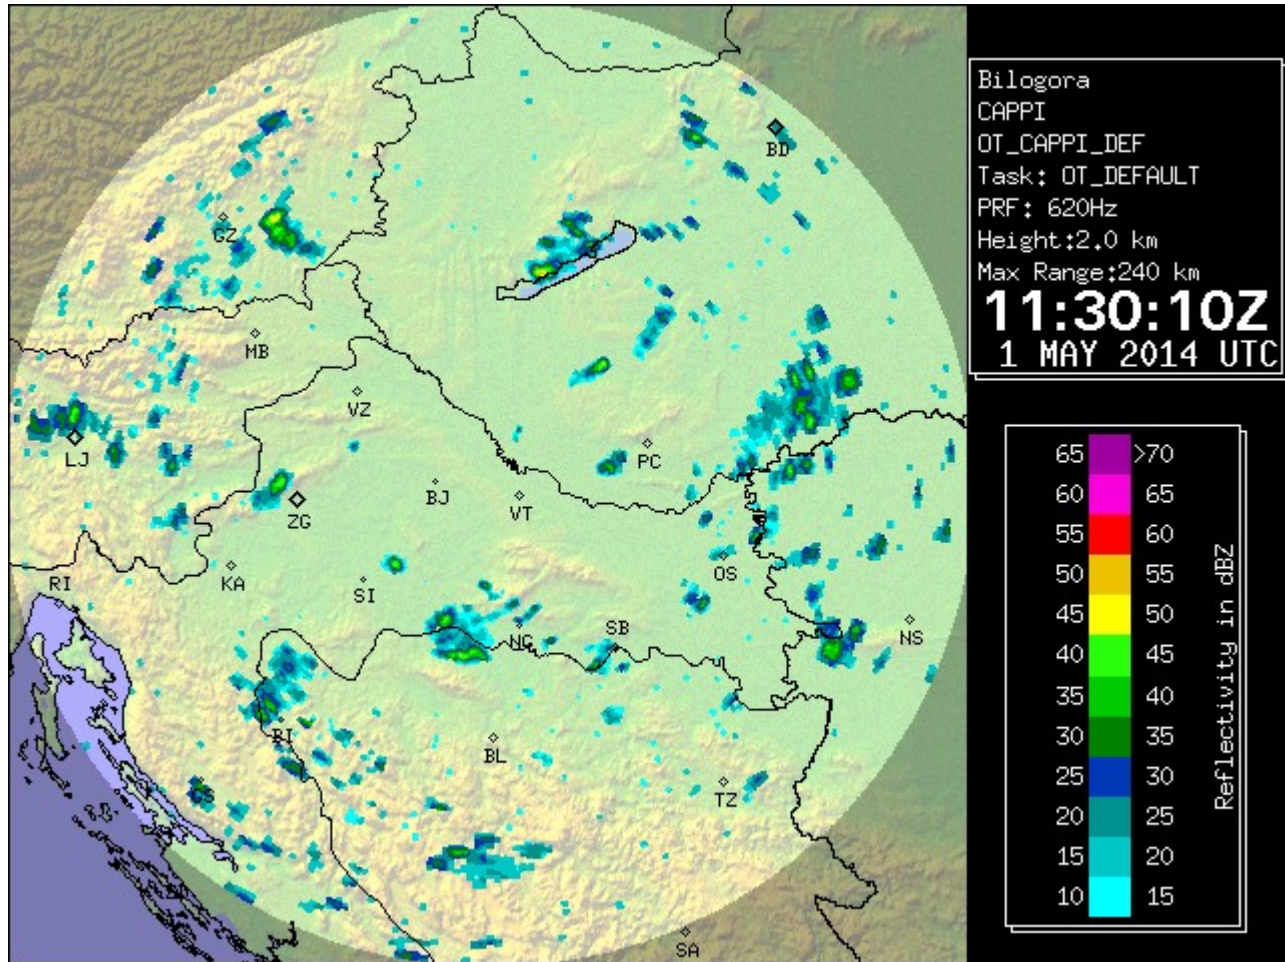 Bilogora
CAPPI
OT_CAPPI_DEF
Task: OT_DEFAULT
PRF: 620Hz
Height:2.0 km
Max Range:240 km
11:30:10Z
1 MAY 2014 UTC
BD
GZ
MB
VZ
LJ
PC
BJ
VT
ZG
OS
RI
KA
SI
NG
SB
NS
BI
BL
GS
TZ
SA
65 >70
60 65
55 60
50 55
45 50
40 45
35 40
30 35
25 30
20 25
15 20
10 15
Reflectivity in dBZ